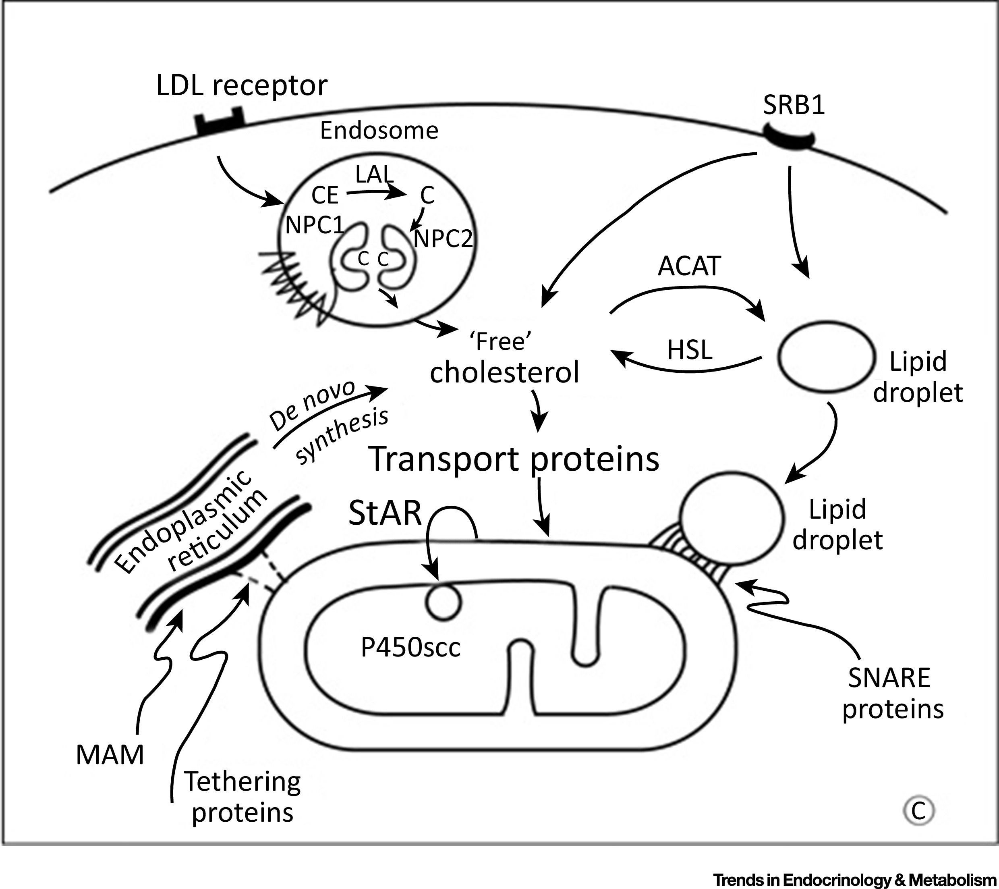 LDL receptor
SRB1
Endosome
LAL
CE
C
NPC1
NPC2
C
C
ACAT
‘Free’
cholesterol
HSL
Lipid
droplet
De novo
synthesis
Transport proteins
Endoplasmic
reticulum
StAR
Lipid
droplet
P450scc
SNARE
proteins
MAM
Tethering
proteins
C
Trends in Endocrinology & Metabolism